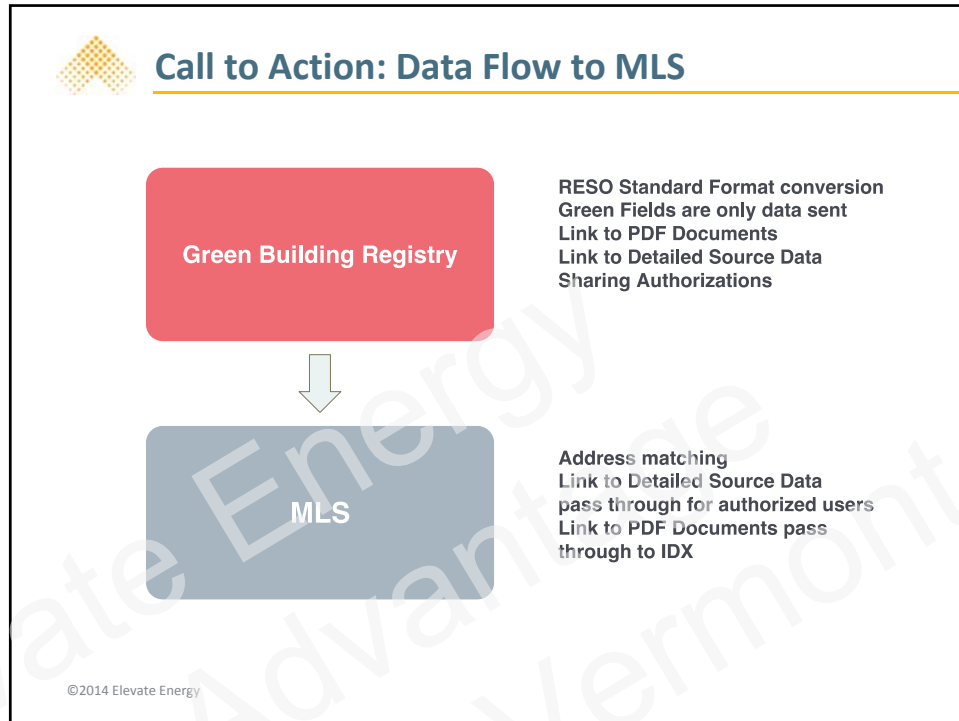 Call to Action: Data Flow to MLS
Green Building Registry
RESO Standard Format conversion
Green Fields are only data sent
Link to PDF Documents
Link to Detailed Source Data
Sharing Authorizations
MLS
Address matching
Link to Detailed Source Data
pass through for authorized users
Link to PDF Documents pass
through to IDX
Energy
Advantage
Vermont
©2014 Elevate Energy